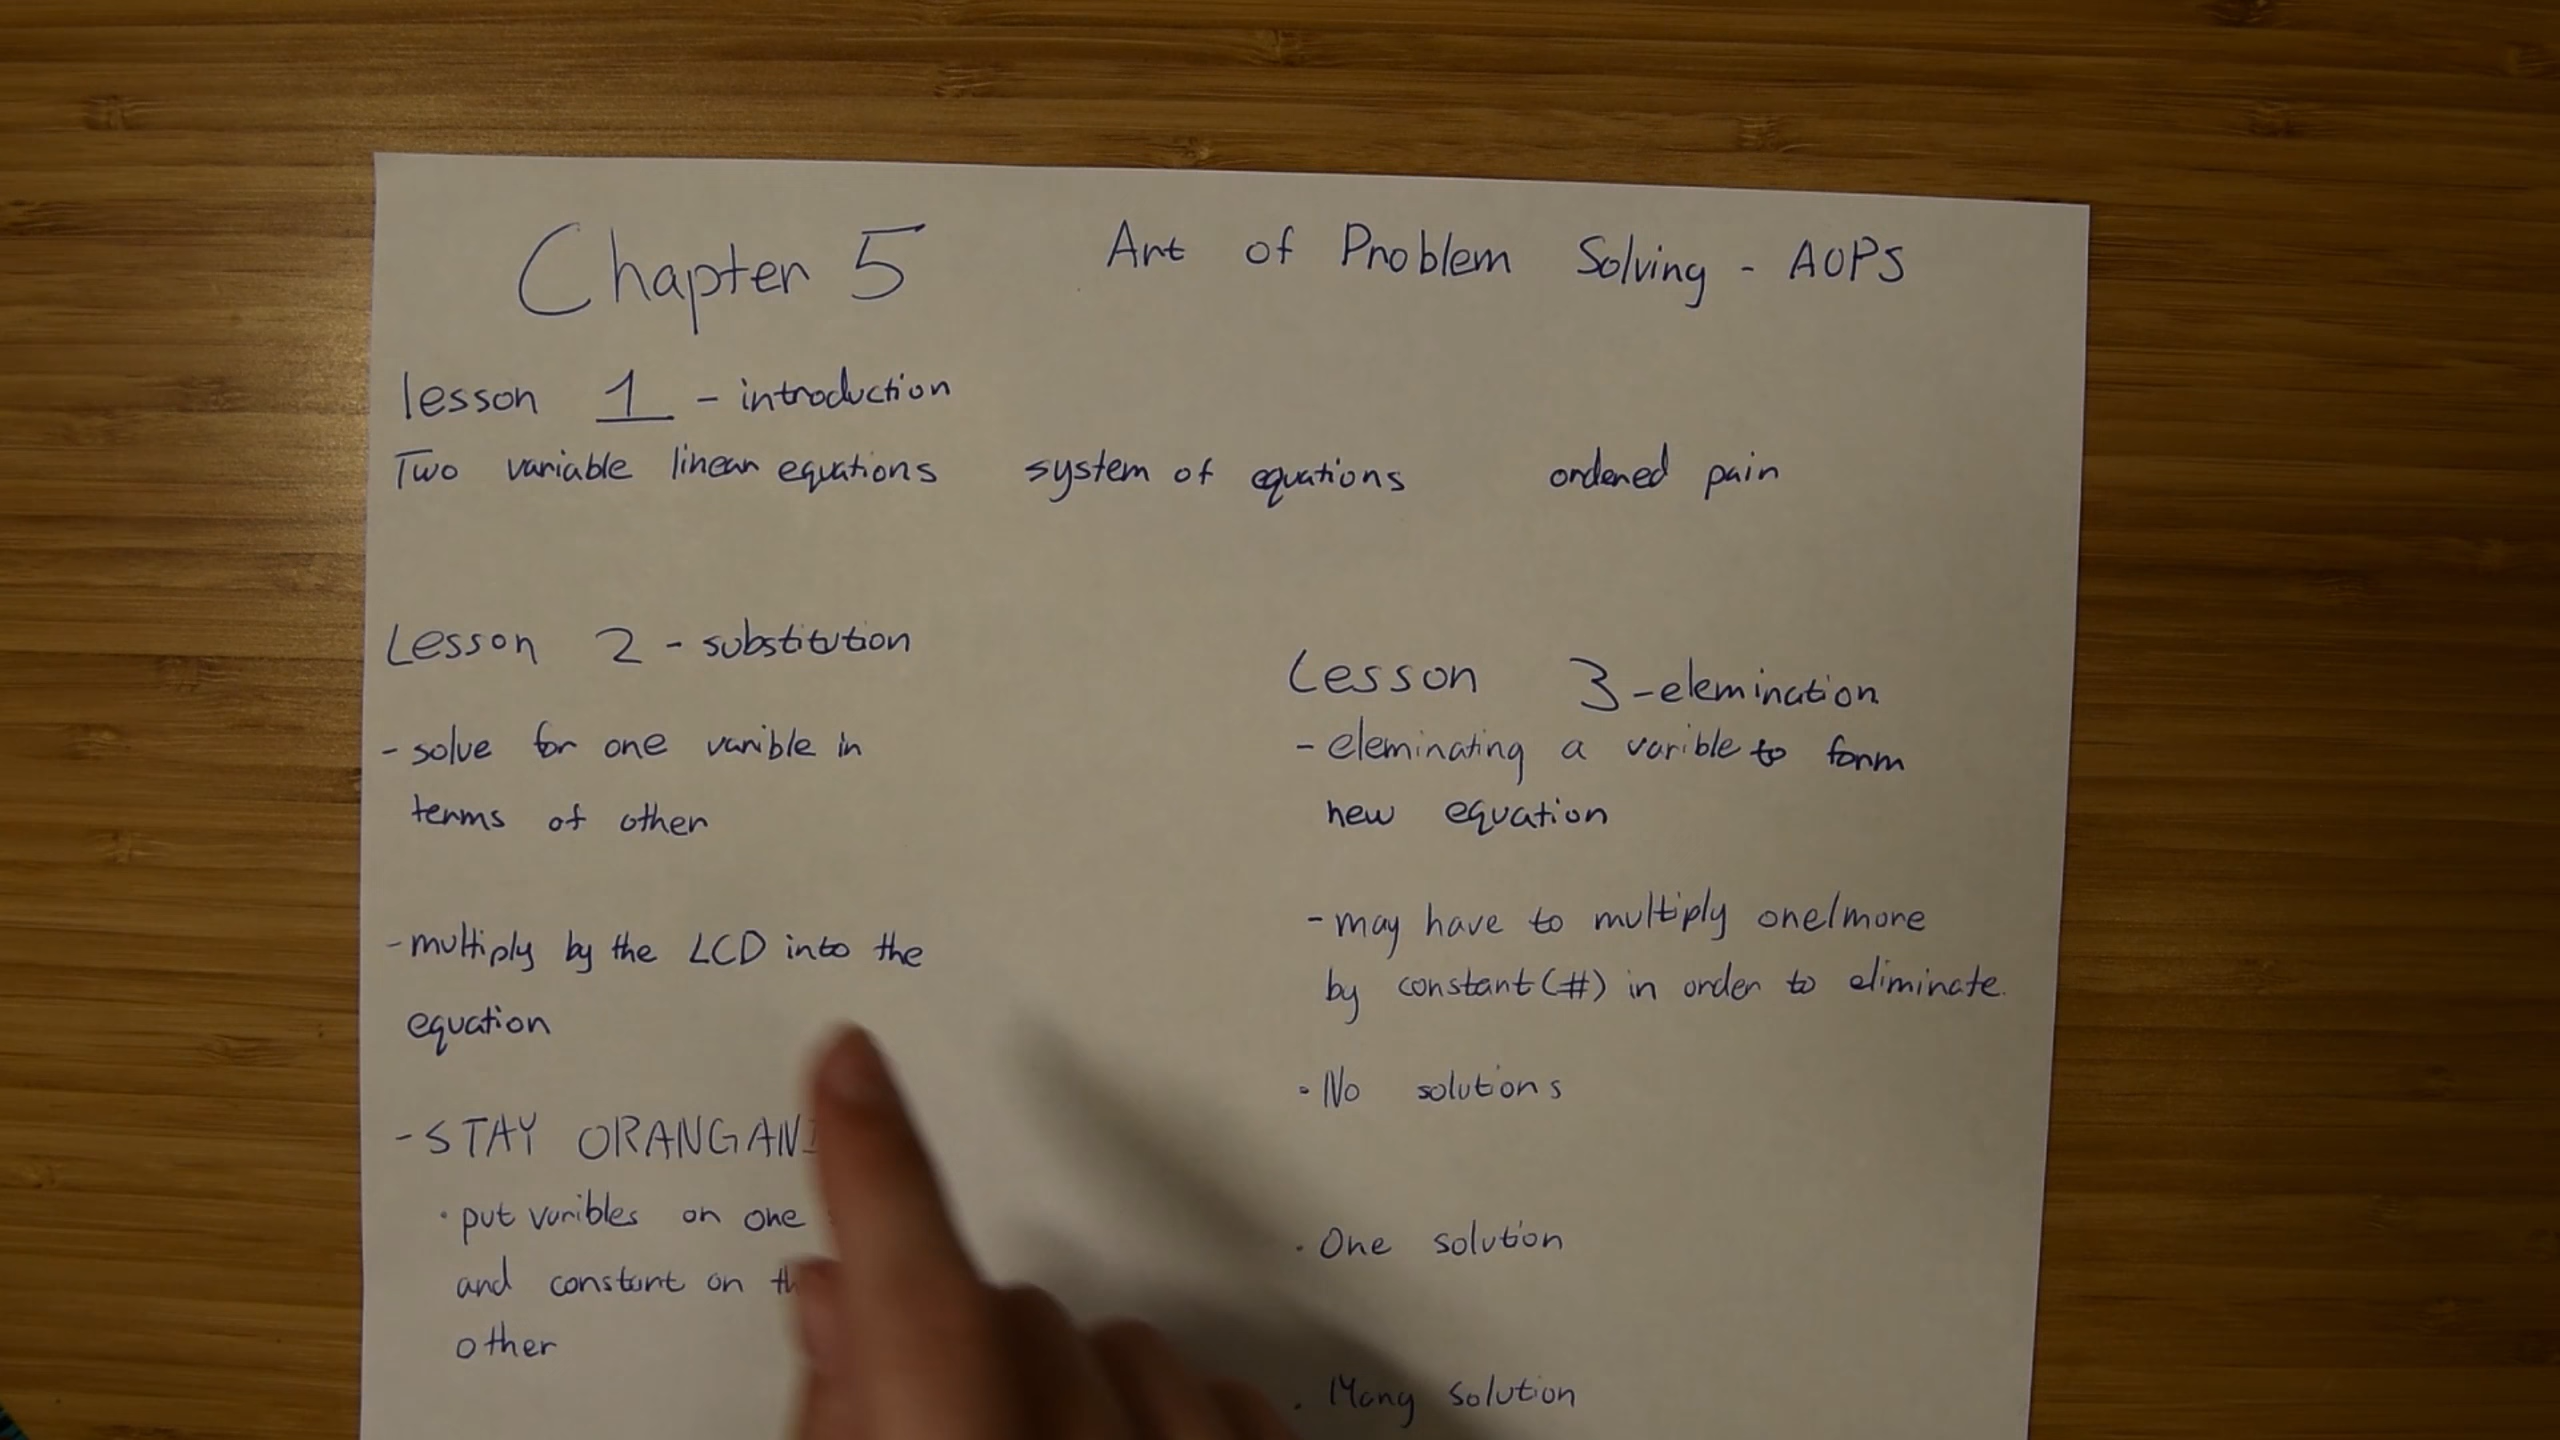 Chapter 5
Art of Problem Solving - AOPS
lesson 1 - introduction
Two variable linear equations system of equations ordered pair
Lesson 2 - substitution
- solve for one varible in
terms of other
- multiply by the LCD into the
equation
- STAY
· put varibles on one
and constant on
other
Lesson 3 - elemination
- eleminating a varible to form
new equation
- may have to multiply one/more
by constant (#) in order to eliminate.
· No solutions
· One solution
· Many solution